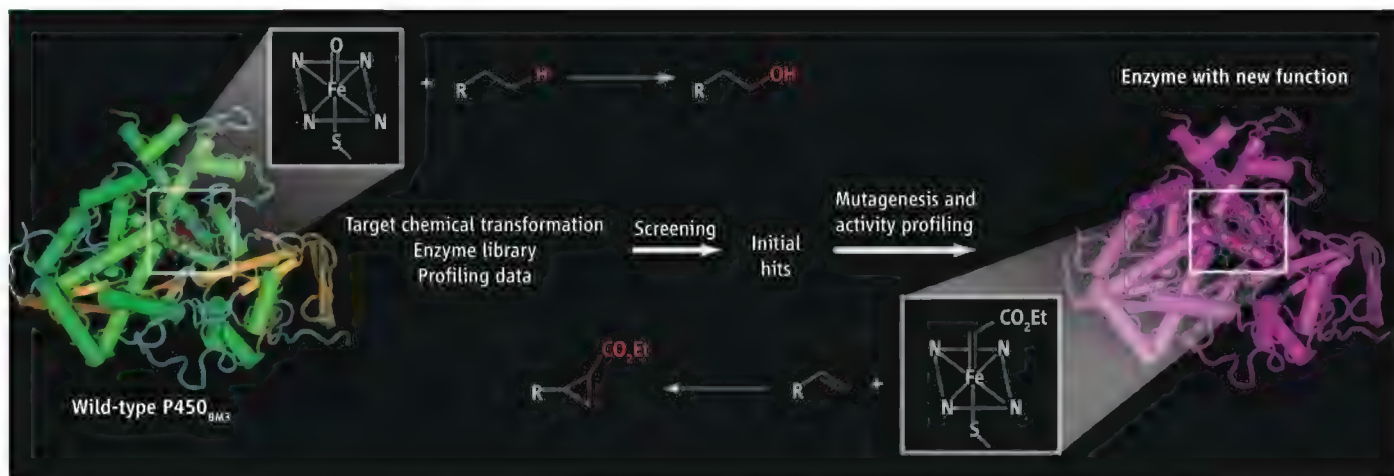 O
N N
Fe
N N
S
+
R
H
R
OH
Enzyme with new function
Target chemical transformation
Enzyme library
Profiling data
Screening
Initial
hits
Mutagenesis and
activity profiling
Wild-type P450BM3
R
CO2Et
R
+
CO2Et
N N
Fe
N N
S